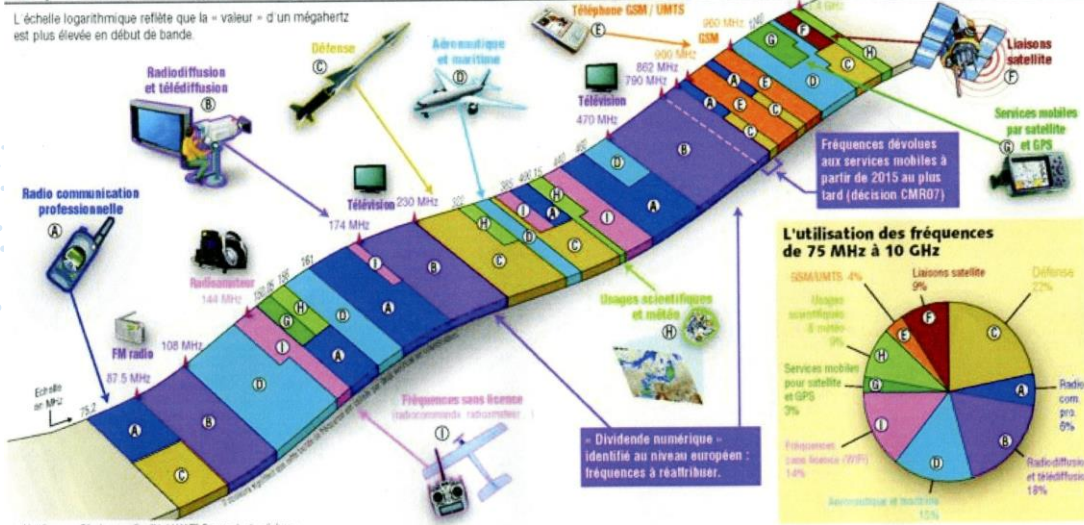 L'échelle logarithmique reflète que la « valeur » d'un mégahertz
est plus élevée en début de bande.
Radiodiffusion
et télédiffusion
B
Défense
C
Aéronautique
et maritime
D
Téléphone GSM / UMTS
E
960 MHz
GSM
900 MHz
862 MHz
790 MHz
Télévision
470 MHz
Liaisons
satellite
F
Services mobiles
par satellite
et GPS
G
Fréquences dévolues
aux services mobiles à
partir de 2015 au plus
tard (décision CMR07)
Radio communication
professionnelle
A
Radioamateur
144 MHz
Télévision
174 MHz
230 MHz
FM radio
108 MHz
87.5 MHz
Echelle
en MHz
75,2
161
322
385
Usages scientifiques
et météo
H
Fréquences sans licence
I
« Dividende numérique »
identifié au niveau européen :
fréquences à réattribuer.
L'utilisation des fréquences
de 75 MHz à 10 GHz
GSM/UMTS 4%
Liaisons satellite
9%
Défense
22%
Usages
scientifiques
& météo
9%
Services mobiles
pour satellite
et GPS
3%
Fréquences
sans licence (WiFi)
14%
Aéronautique et maritime
15%
Radiodiffusion
et télédiffusion
18%
Radio
com.
pro.
6%